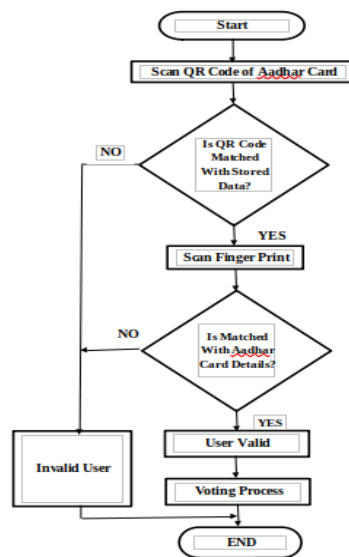 Start
Scan QR Code of Aadhar Card
Is QR Code
Matched
With Stored
Data?
NO
YES
Scan Finger Print
Is Matched
With Aadhar
Card Details?
NO
YES
User Valid
Invalid User
Voting Process
END